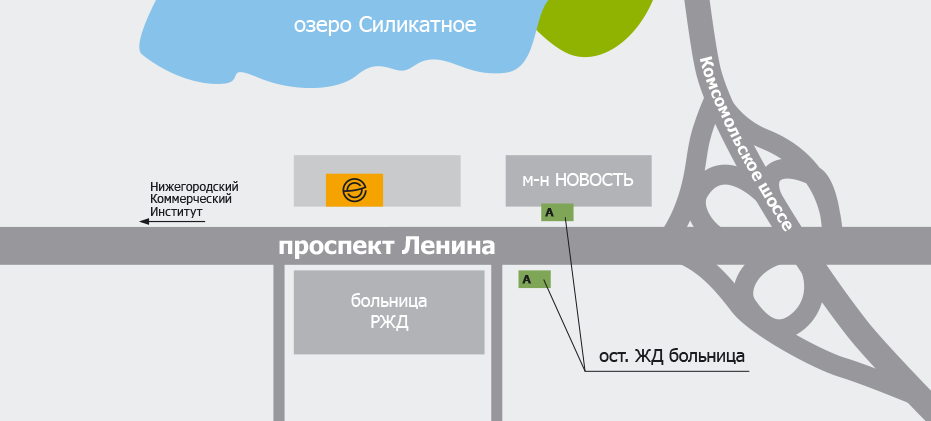 озеро Силикатное
Комсомольское шоссе
м-н НОВОСТЬ
Нижегородский
Коммерческий
Институт
А
проспект Ленина
А
больница
РЖД
ост. ЖД больница